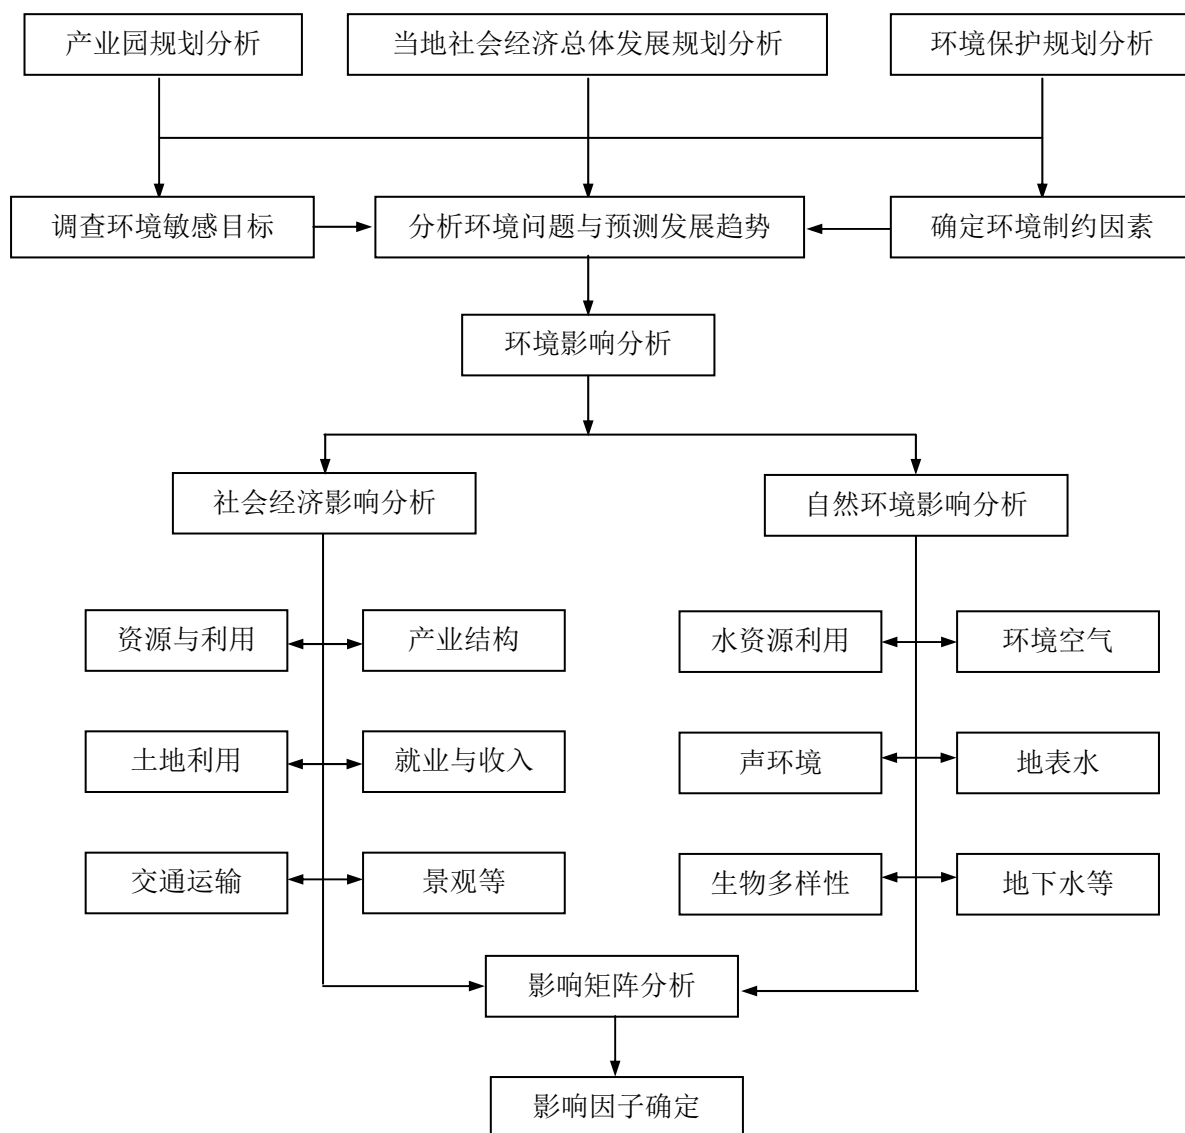 产业园规划分析
当地社会经济总体发展规划分析
环境保护规划分析
调查环境敏感目标
分析环境问题与预测发展趋势
确定环境制约因素
环境影响分析
社会经济影响分析
自然环境影响分析
资源与利用
产业结构
水资源利用
环境空气
土地利用
就业与收入
声环境
地表水
交通运输
景观等
生物多样性
地下水等
影响矩阵分析
影响因子确定